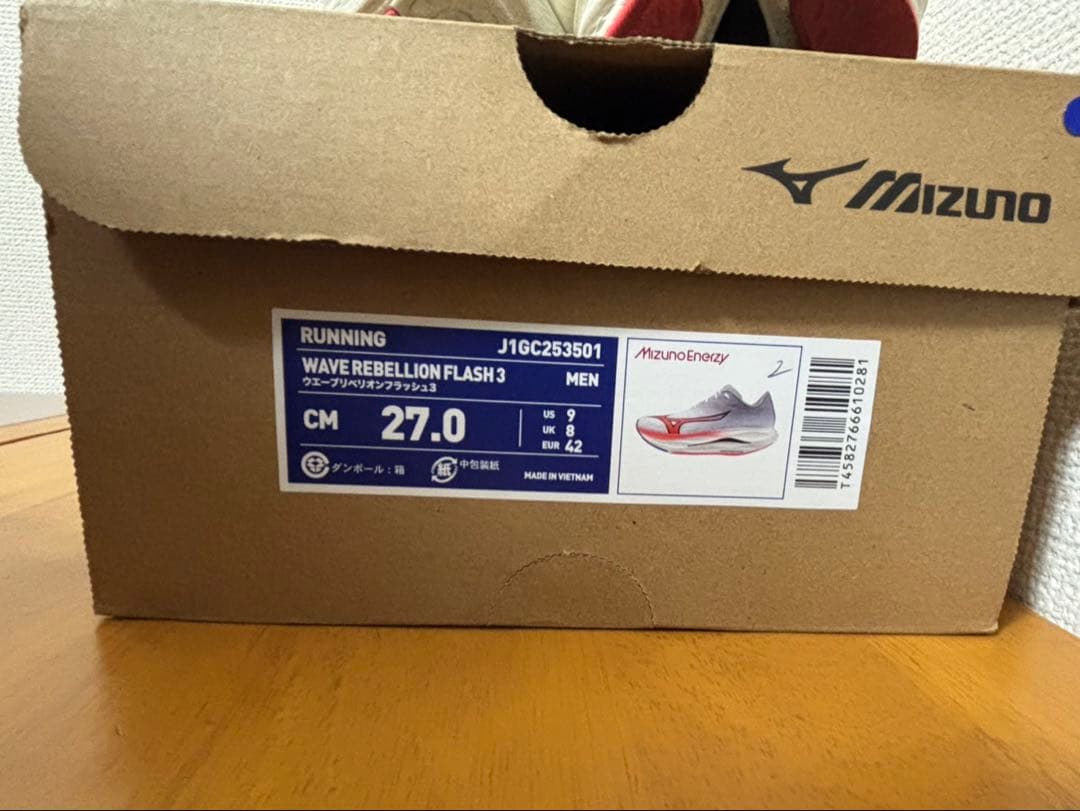 MIZUNO
RUNNING
J1GC253501
WAVE REBELLION FLASH 3
ウエーブリベリオンフラッシュ3
MEN
CM 27.0
US 9
UK 8
EUR 42
ダンボール：箱
紙 中包装紙
MADE IN VIETNAM
MizunoEnerzy
2
T4582766610281